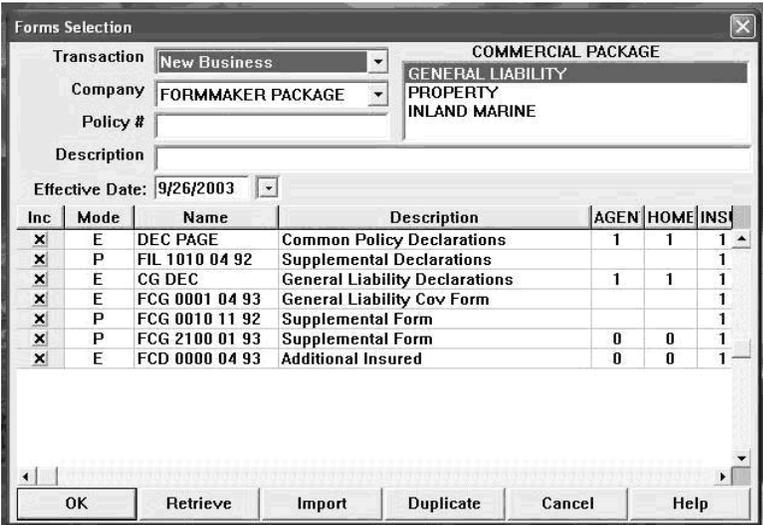 Forms Selection
Transaction New Business
COMMERCIAL PACKAGE
GENERAL LIABILITY
PROPERTY
INLAND MARINE
Company FORMMAKER PACKAGE
Policy #
Description
Effective Date: 9/26/2003
Inc Mode Name Description AGEN HOME INSU
X E DEC PAGE Common Policy Declarations 1 1 1
X P FIL 1010 04 92 Supplemental Declarations 1
X E CG DEC General Liability Declarations 1 1 1
X E FCG 0001 04 93 General Liability Cov Form 1
X P FCG 0010 11 92 Supplemental Form 1
X P FCG 2100 01 93 Supplemental Form 0 0 1
X E FCD 0000 04 93 Additional Insured 0 0 1
OK Retrieve Import Duplicate Cancel Help